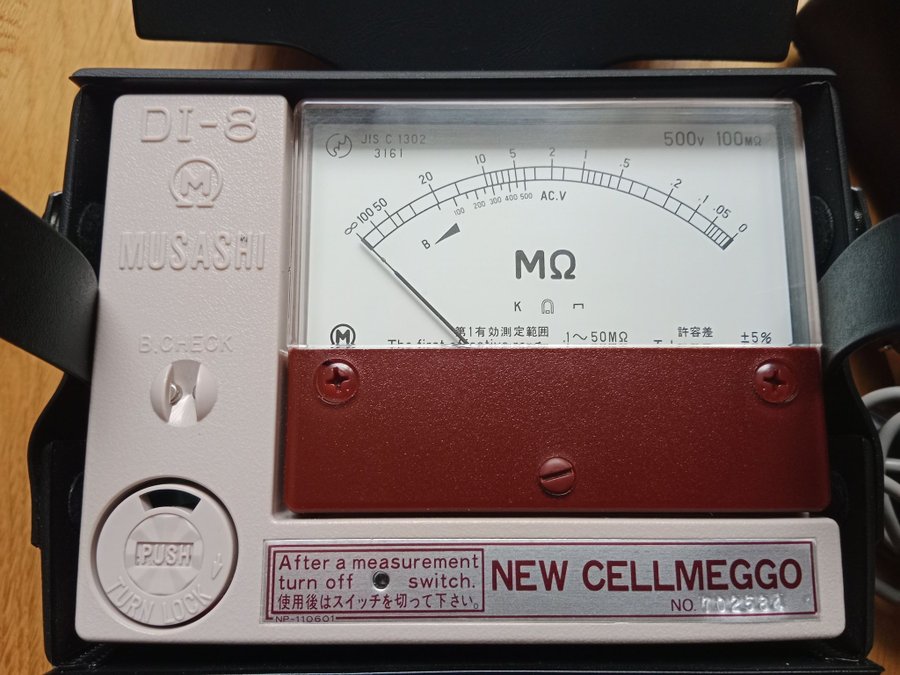 DI-8
MUSASHI
B.CHECK
PUSH
TURN LOCK
JIS C 1302
3161
500V 100MΩ
∞ 100 50 20 10 5 2 1 .5 .2 .1 .05 0
100 200 300 400 500 AC.V
B
MΩ
K
第1有効測定範囲 .1～50MΩ 許容差 ±5%
The first effective
After a measurement
turn off switch.
使用後はスイッチを切って下さい。
NP-110601
NEW CELLMEGGO
NO.